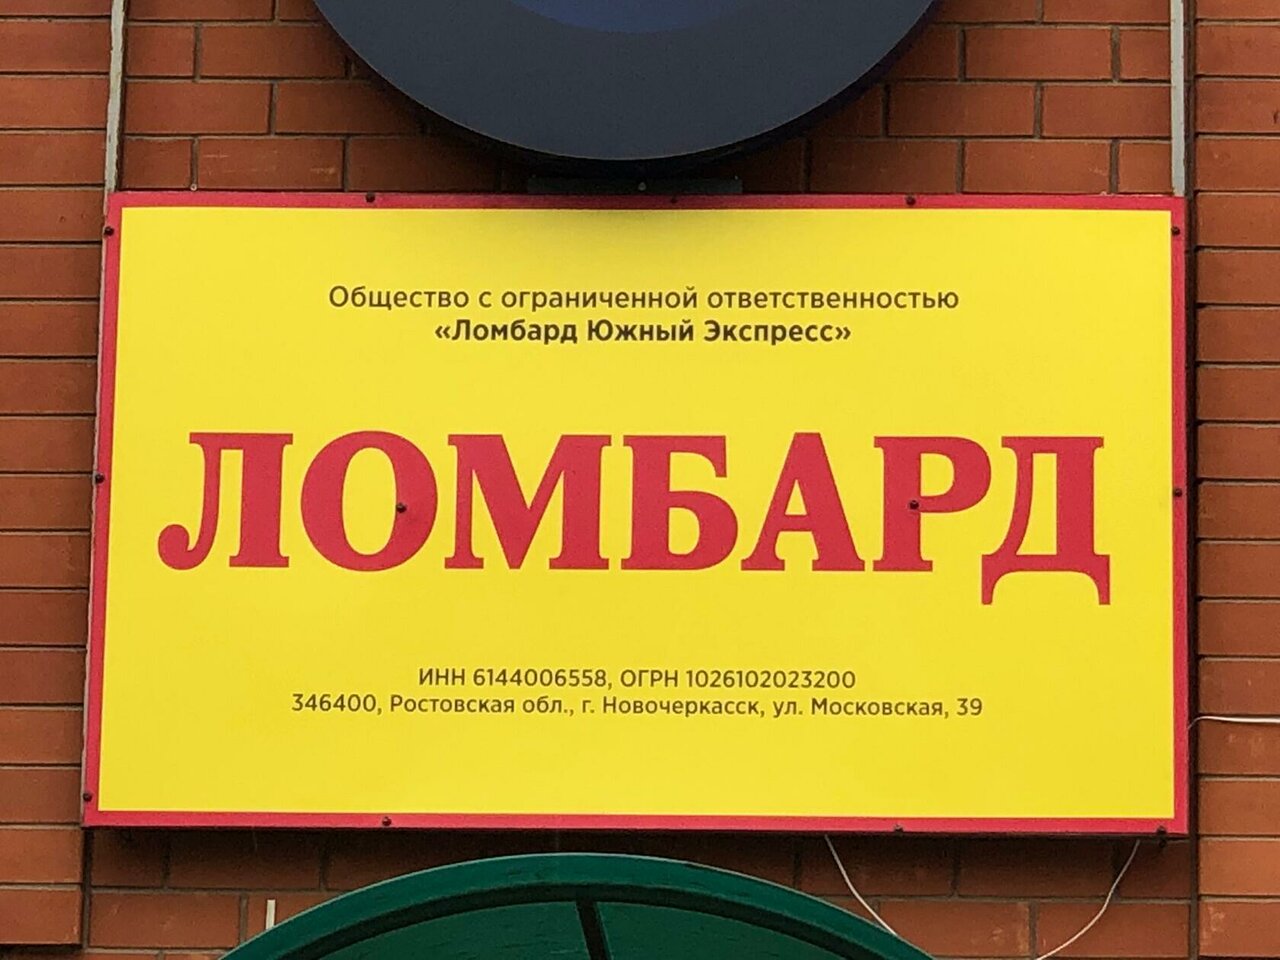 Общество с ограниченной ответственностью
«Ломбард Южный Экспресс»
ЛОМБАРД
ИНН 6144006558, ОГРН 1026102023200
346400, Ростовская обл., г. Новочеркасск, ул. Московская, 39